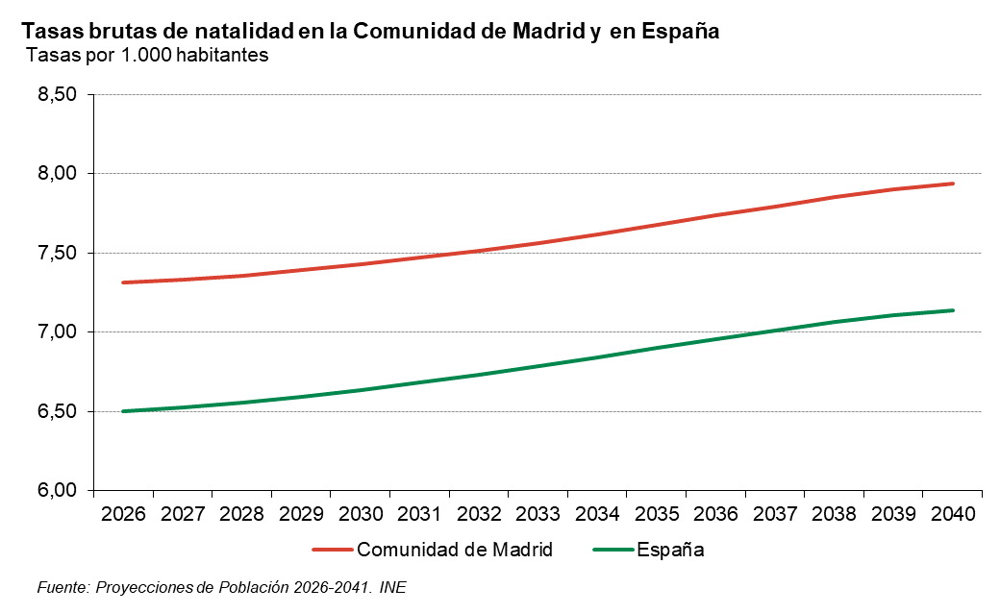 Tasas brutas de natalidad en la Comunidad de Madrid y en España
Tasas por 1.000 habitantes
8,50
8,00
7,50
7,00
6,50
6,00
2026 2027 2028 2029 2030 2031 2032 2033 2034 2035 2036 2037 2038 2039 2040
Comunidad de Madrid España
Fuente: Proyecciones de Población 2026-2041. INE